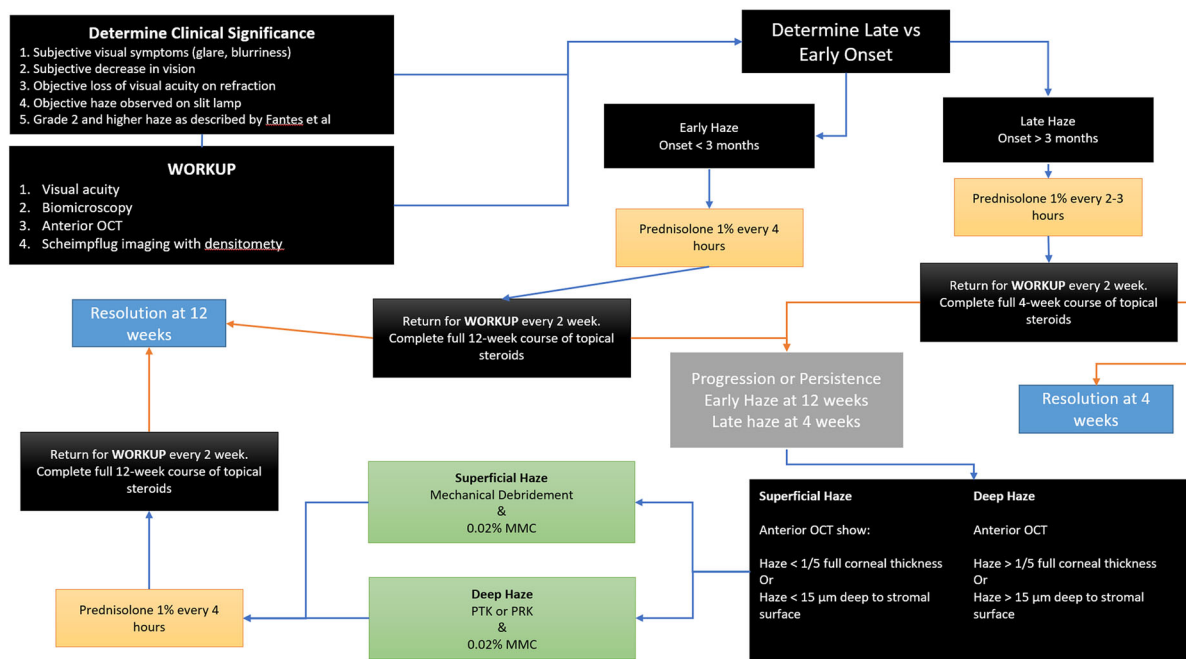 Determine Clinical Significance
1. Subjective visual symptoms (glare, blurriness)
2. Subjective decrease in vision
3. Objective loss of visual acuity on refraction
4. Objective haze observed on slit lamp
5. Grade 2 and higher haze as described by Fantes et al
WORKUP
1. Visual acuity
2. Biomicroscopy
3. Anterior OCT
4. Scheimpflug imaging with densitomety
Determine Late vs
Early Onset
Early Haze
Onset < 3 months
Late Haze
Onset > 3 months
Prednisolone 1% every 4
hours
Prednisolone 1% every 2-3
hours
Return for WORKUP every 2 week.
Complete full 12-week course of topical
steroids
Return for WORKUP every 2 week.
Complete full 4-week course of topical
steroids
Resolution at 12
weeks
Progression or Persistence
Early Haze at 12 weeks
Late haze at 4 weeks
Resolution at 4
weeks
Return for WORKUP every 2 week.
Complete full 12-week course of topical
steroids
Superficial Haze
Mechanical Debridement
&
0.02% MMC
Deep Haze
PTK or PRK
&
0.02% MMC
Prednisolone 1% every 4
hours
Superficial Haze
Anterior OCT show:
Haze < 1/5 full corneal thickness
Or
Haze < 15 µm deep to stromal
surface
Deep Haze
Anterior OCT
Haze > 1/5 full corneal thickness
Or
Haze > 15 µm deep to stromal
surface